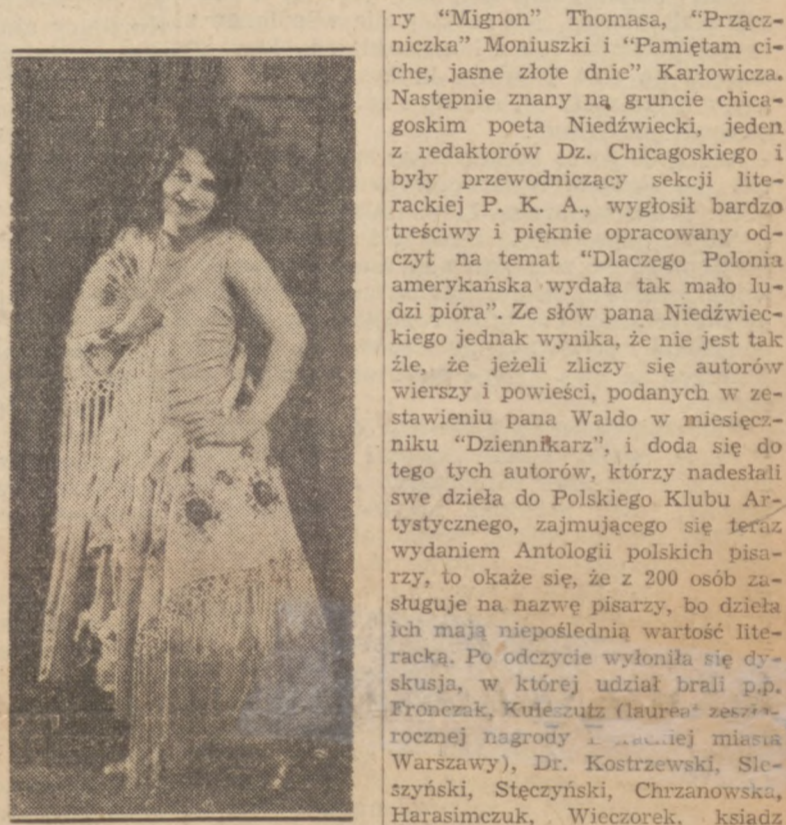 ry “Mignon” Thomasa, “Przącz-
niczka” Moniuszki i “Pamiętam ci-
che, jasne złote dnie” Karłowicza.
Następnie znany ną gruncie chica-
goskim poeta Niedźwiecki, jeden
z redaktorów Dz. Chicagoskiego i
były przewodniczący sekcji lite-
rackiej P. K. A., wygłosił bardzo
treściwy i pięknie opracowany od-
czyt na temat “Dlaczego Polonia
amerykańska wydała tak mało lu-
dzi pióra”. Ze słów pana Niedźwiec-
kiego jednak wynika, że nie jest tak
źle, że jeżeli zliczy się autorów
wierszy i powieści, podanych w ze-
stawieniu pana Waldo w miesięcz-
niku “Dziennikarz”, i doda się do
tego tych autorów, którzy nadesłali
swe dzieła do Polskiego Klubu Ar-
tystycznego, zajmującego się teraz
wydaniem Antologii polskich pisa-
rzy, to okaże się, że z 200 osób za-
sługuje na nazwę pisarzy, bo dzieła
ich mają niepoślednią wartość lite-
racką. Po odczycie wyłoniła się dy-
skusja, w której udział brali p.p.
Fronczak, Kuleszutz
rocznej nagrody miasta
Warszawy), Dr. Kostrzewski, Sle-
szyński, Stęczyński, Chrzanowska,
Harasimczuk, Wieczorek, ksiądz